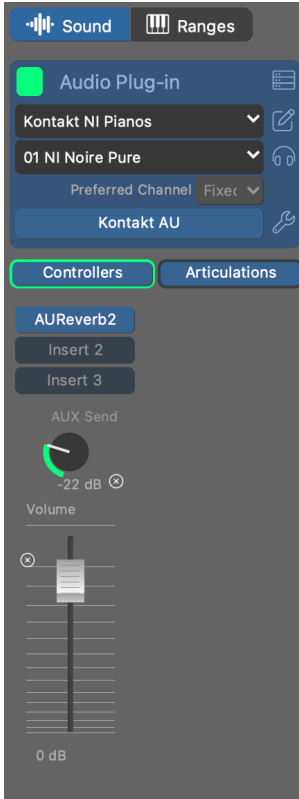 Sound Ranges
Audio Plug-in
Kontakt NI Pianos
01 NI Noire Pure
Preferred Channel Fixec
Kontakt AU
Controllers Articulations
AUReverb2
Insert 2
Insert 3
AUX Send
-22 dB
Volume
0 dB